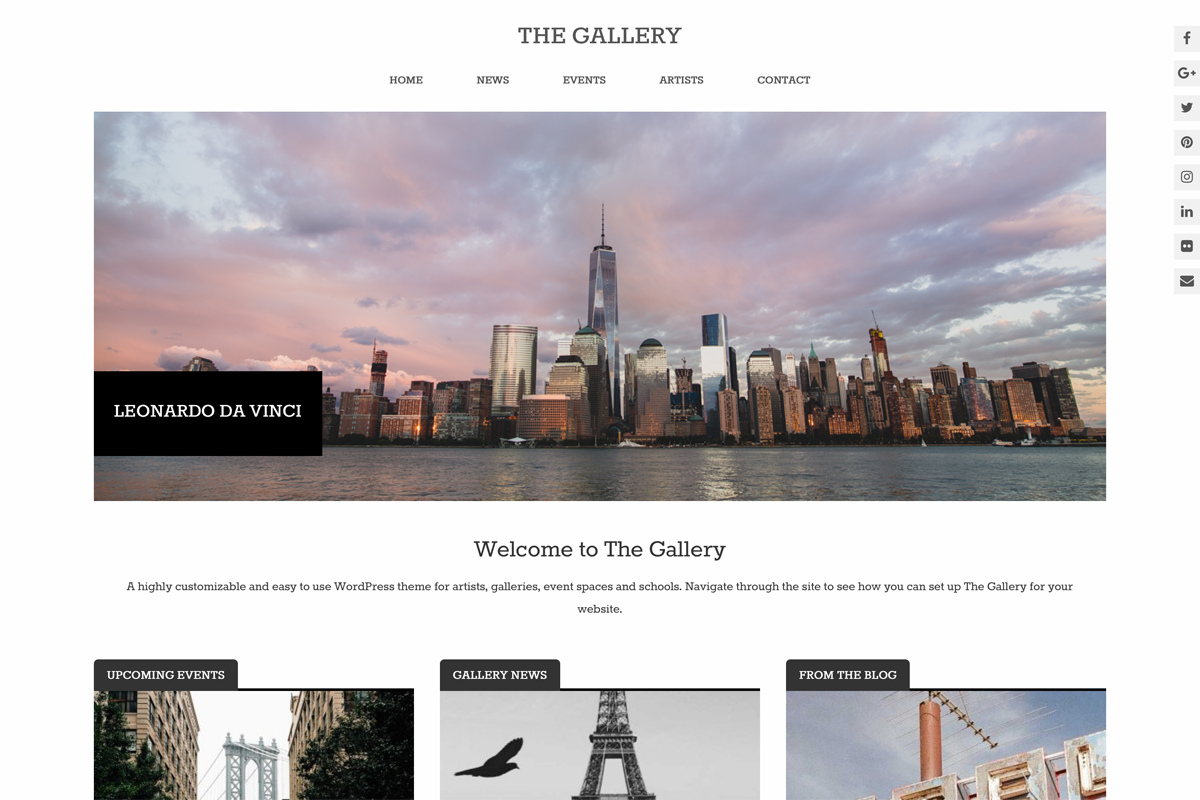 THE GALLERY
HOME NEWS EVENTS ARTISTS CONTACT
LEONARDO DA VINCI
Welcome to The Gallery
A highly customizable and easy to use WordPress theme for artists, galleries, event spaces and schools. Navigate through the site to see how you can set up The Gallery for your
website.
UPCOMING EVENTS
GALLERY NEWS
FROM THE BLOG